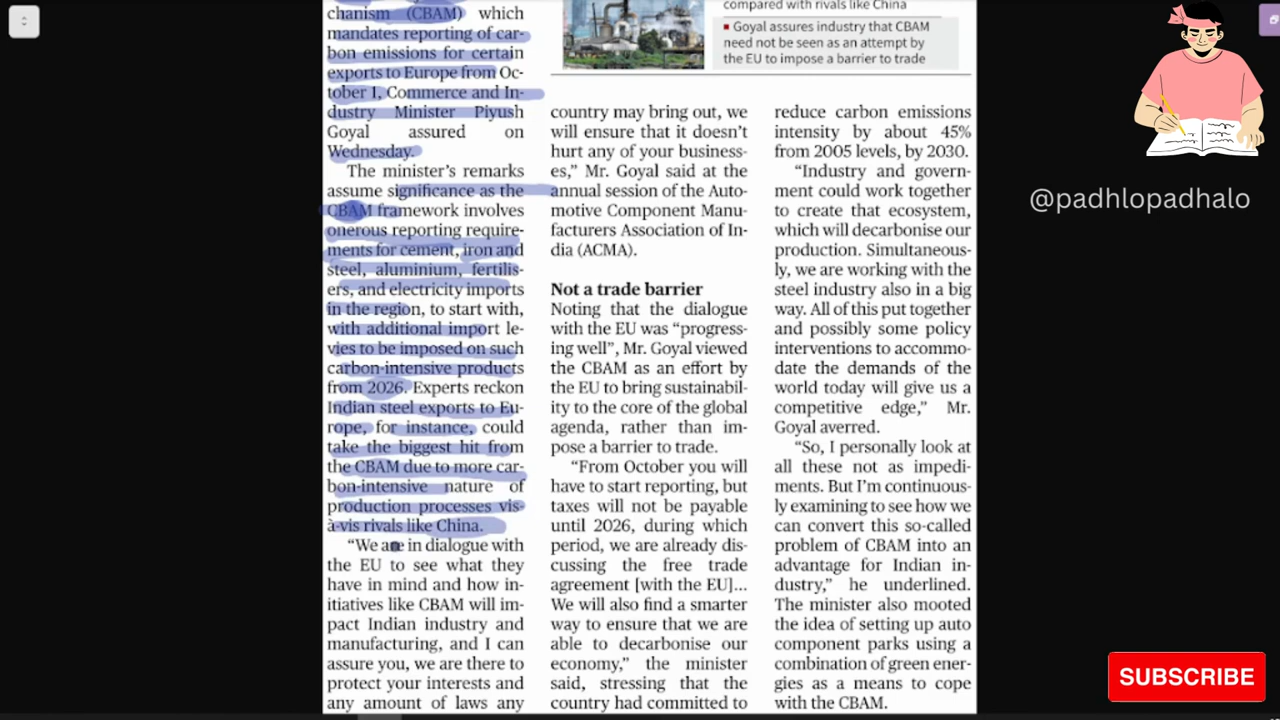 chanism (CBAM) which
mandates reporting of car-
bon emissions for certain
exports to Europe from Oc-
tober 1, Commerce and In-
dustry Minister Piyush
Goyal assured on
Wednesday.
The minister's remarks
assume significance as the
CBAM framework involves
onerous reporting require-
ments for cement, iron and
steel, aluminium, fertilis-
ers, and electricity imports
in the region, to start with,
with additional import le-
vies to be imposed on such
carbon-intensive products
from 2026. Experts reckon
Indian steel exports to Eu-
rope, for instance, could
take the biggest hit from
the CBAM due to more car-
bon-intensive nature of
production processes vis-
à-vis rivals like China.
"We are in dialogue with
the EU to see what they
have in mind and how in-
itiatives like CBAM will im-
pact Indian industry and
manufacturing, and I can
assure you, we are there to
protect your interests and
any amount of laws any
compared with rivals like China
■ Goyal assures industry that CBAM
need not be seen as an attempt by
the EU to impose a barrier to trade
country may bring out, we
will ensure that it doesn't
hurt any of your business-
es," Mr. Goyal said at the
annual session of the Auto-
motive Component Manu-
facturers Association of In-
dia (ACMA).
Not a trade barrier
Noting that the dialogue
with the EU was "progress-
ing well", Mr. Goyal viewed
the CBAM as an effort by
the EU to bring sustainabil-
ity to the core of the global
agenda, rather than im-
pose a barrier to trade.
"From October you will
have to start reporting, but
taxes will not be payable
until 2026, during which
period, we are already dis-
cussing the free trade
agreement [with the EU]...
We will also find a smarter
way to ensure that we are
able to decarbonise our
economy," the minister
said, stressing that the
country had committed to
reduce carbon emissions
intensity by about 45%
from 2005 levels, by 2030.
"Industry and govern-
ment could work together
to create that ecosystem,
which will decarbonise our
production. Simultaneous-
ly, we are working with the
steel industry also in a big
way. All of this put together
and possibly some policy
interventions to accommo-
date the demands of the
world today will give us a
competitive edge," Mr.
Goyal averred.
"So, I personally look at
all these not as impedi-
ments. But I'm continuous-
ly examining to see how we
can convert this so-called
problem of CBAM into an
advantage for Indian in-
dustry," he underlined.
The minister also mooted
the idea of setting up auto
component parks using a
combination of green ener-
gies as a means to cope
with the CBAM.
@padhlopadhalo
SUBSCRIBE